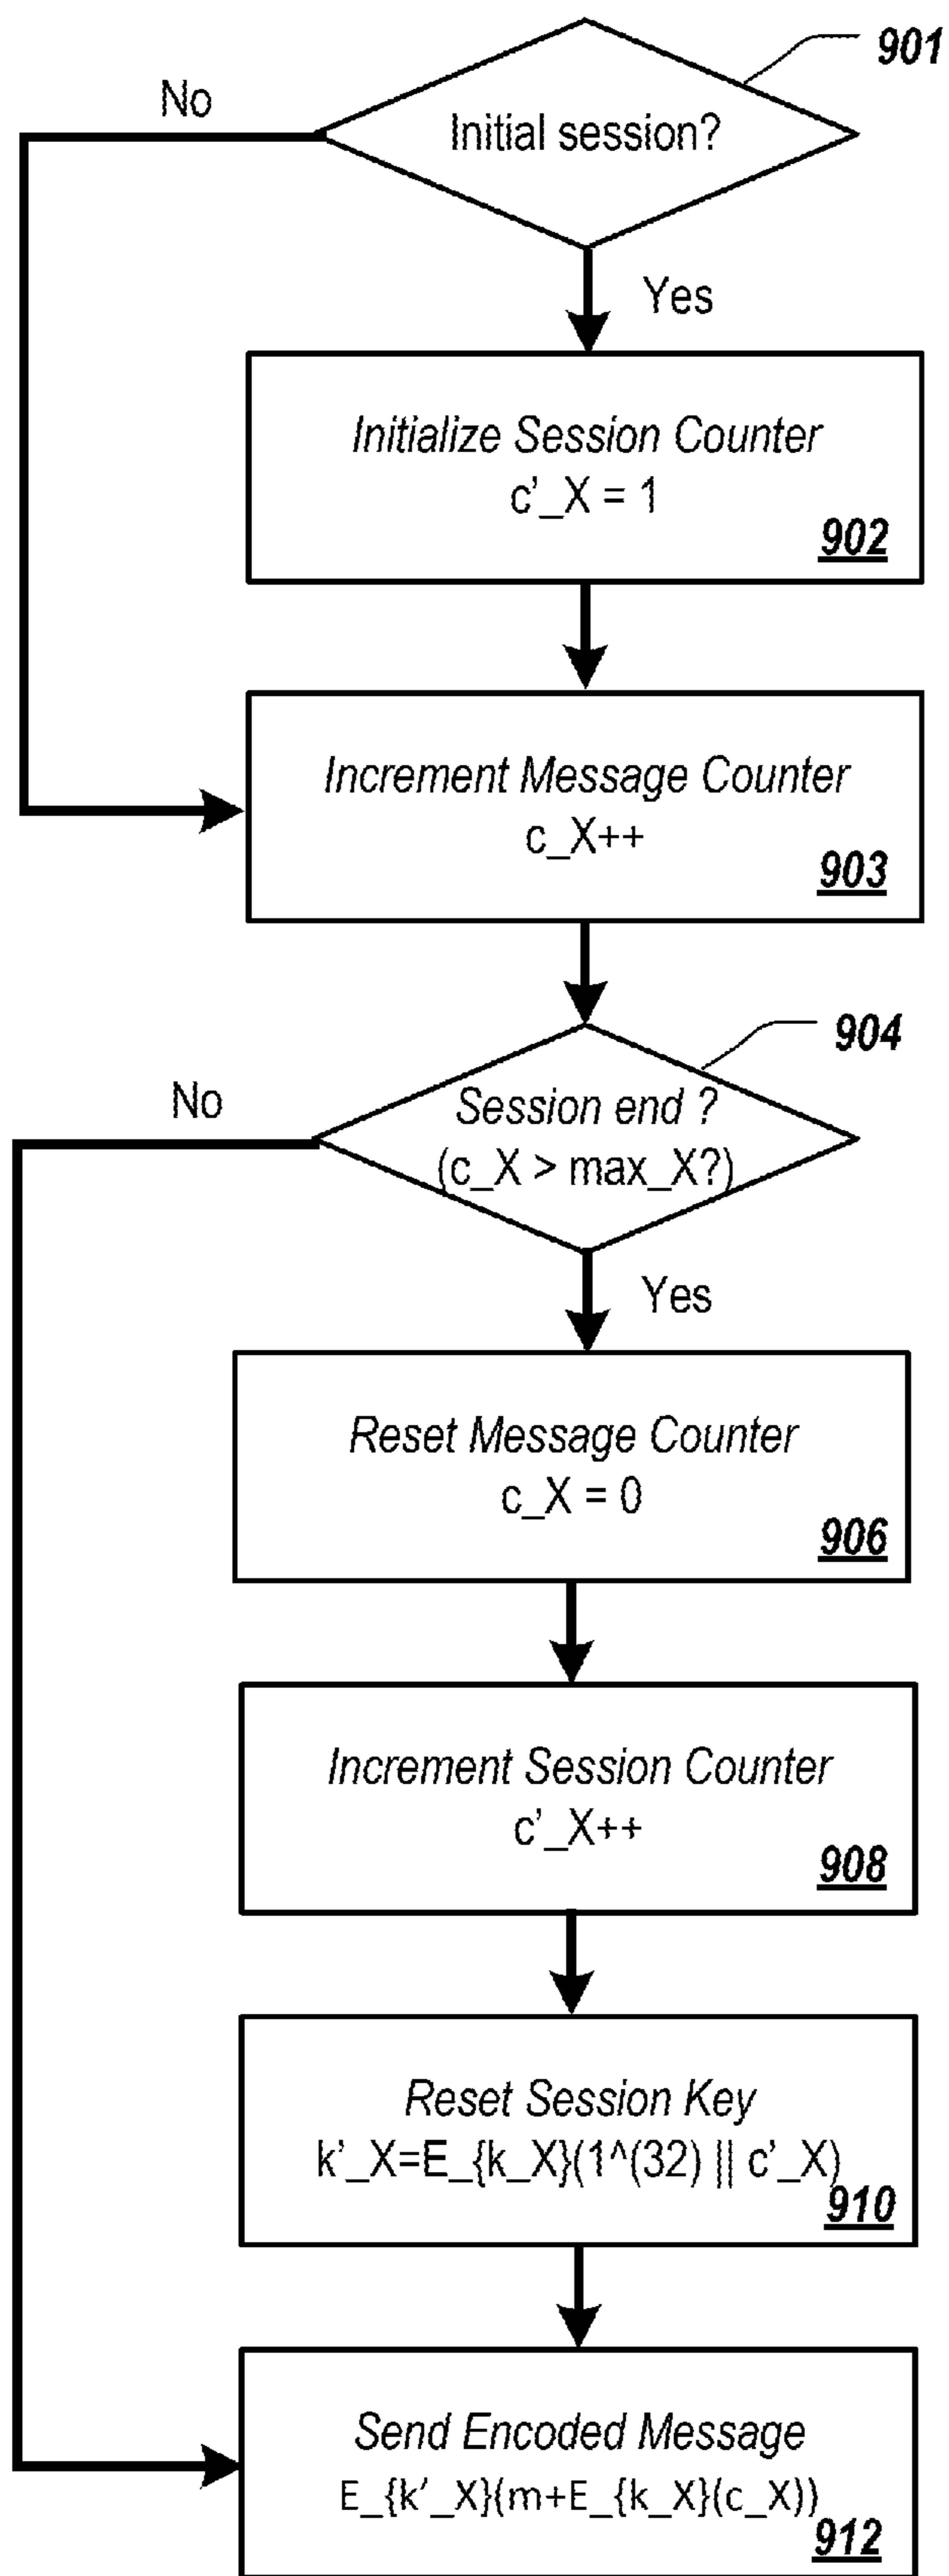 901
No
Initial session?
Yes
Initialize Session Counter
c’_X = 1
902
Increment Message Counter
c_X++
903
904
No
Session end ?
(c_X > max_X?)
Yes
Reset Message Counter
c_X = 0
906
Increment Session Counter
c’_X++
908
Reset Session Key
k’_X=E_{k_X}(1^(32) || c’_X)
910
Send Encoded Message
E_{k’_X}(m+E_{k_X}(c_X))
912